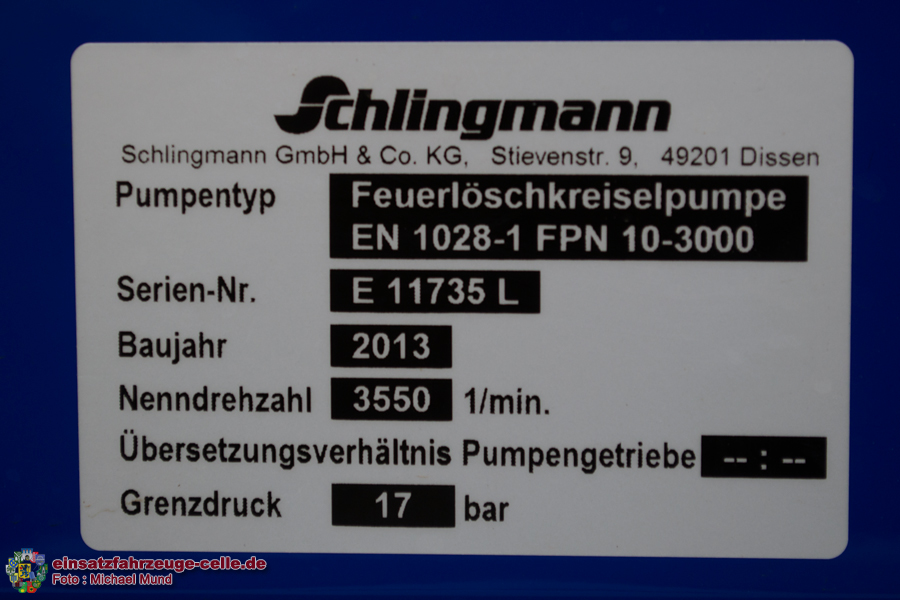 Schlingmann
Schlingmann GmbH & Co. KG, Stievenstr. 9, 49201 Dissen
Pumpentyp Feuerlöschkreiselpumpe
EN 1028-1 FPN 10-3000
Serien-Nr. E 11735 L
Baujahr 2013
Nenndrehzahl 3550 1/min.
Übersetzungsverhältnis Pumpengetriebe -- : --
Grenzdruck 17 bar
einsatzfahrzeuge-celle.de
Foto : Michael Mund